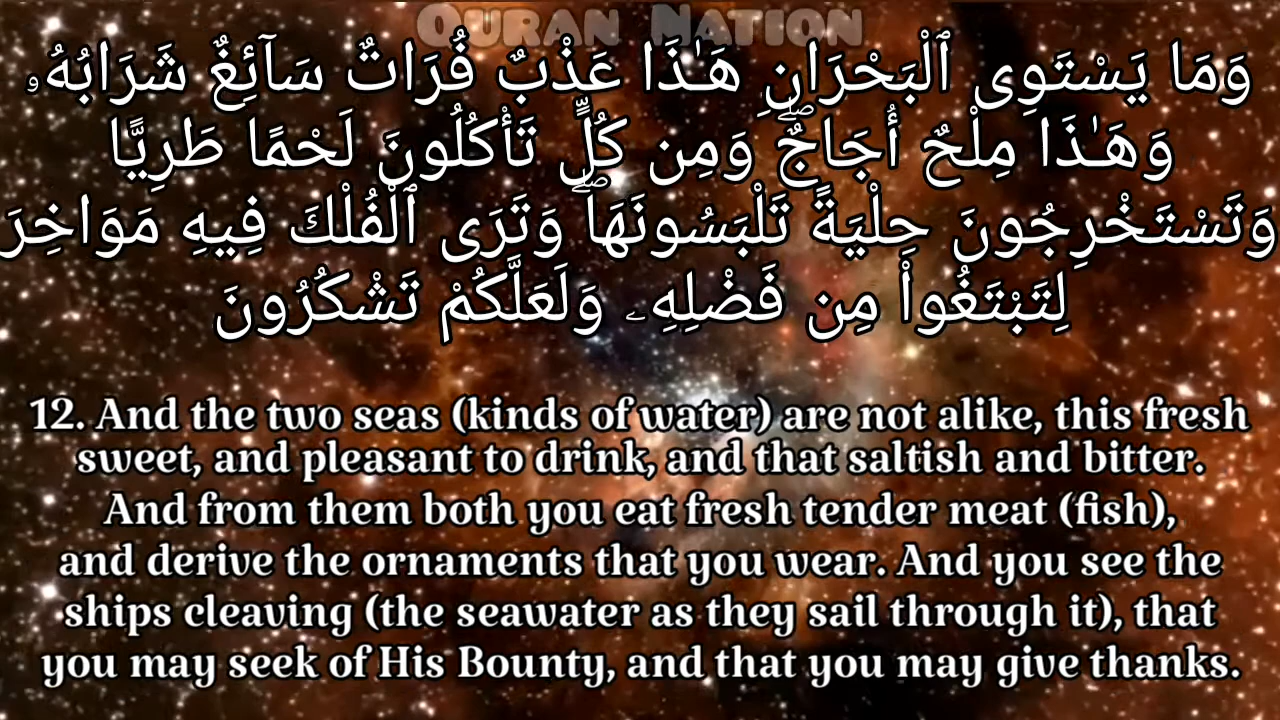 QURAN NATION
وَمَا يَسْتَوِى ٱلْبَحْرَانِ هَـٰذَا عَذْبٌ فُرَاتٌ سَآئِغٌ شَرَابُهُۥ
وَهَـٰذَا مِلْحٌ أُجَاجٌ ۖ وَمِن كُلٍّ تَأْكُلُونَ لَحْمًا طَرِيًّا
وَتَسْتَخْرِجُونَ حِلْيَةً تَلْبَسُونَهَا ۖ وَتَرَى ٱلْفُلْكَ فِيهِ مَوَاخِرَ
لِتَبْتَغُوا۟ مِن فَضْلِهِۦ وَلَعَلَّكُمْ تَشْكُرُونَ
12. And the two seas (kinds of water) are not alike, this fresh
sweet, and pleasant to drink, and that saltish and bitter.
And from them both you eat fresh tender meat (fish),
and derive the ornaments that you wear. And you see the
ships cleaving (the seawater as they sail through it), that
you may seek of His Bounty, and that you may give thanks.